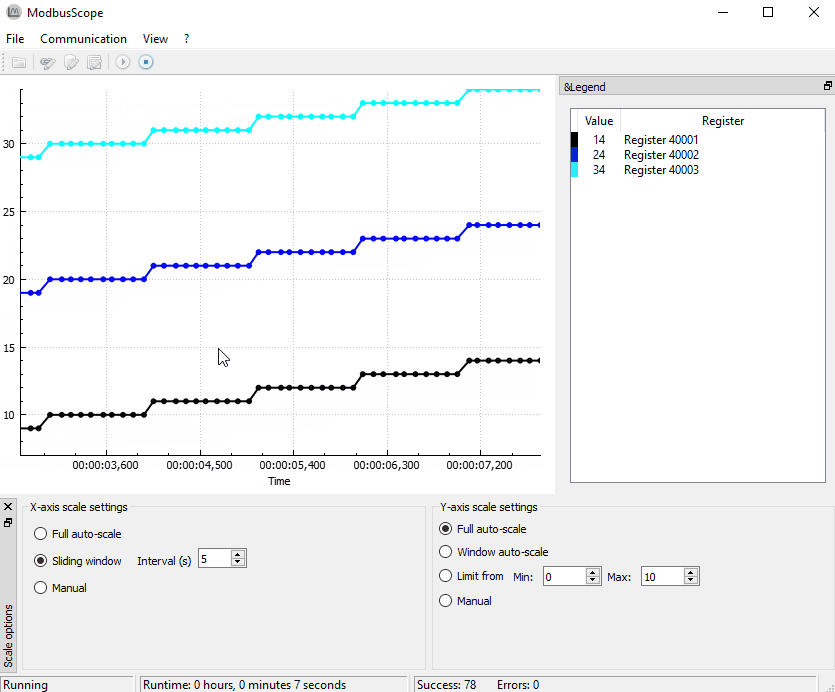 ModbusScope
File Communication View ?
&Legend
Value Register
14 Register 40001
24 Register 40002
34 Register 40003
30
25
20
15
10
00:00:03,600 00:00:04,500 00:00:05,400 00:00:06,300 00:00:07,200
Time
Scale options
X-axis scale settings
Full auto-scale
Sliding window Interval (s) 5
Manual
Y-axis scale settings
Full auto-scale
Window auto-scale
Limit from Min: 0 Max: 10
Manual
Running Runtime: 0 hours, 0 minutes 7 seconds Success: 78 Errors: 0